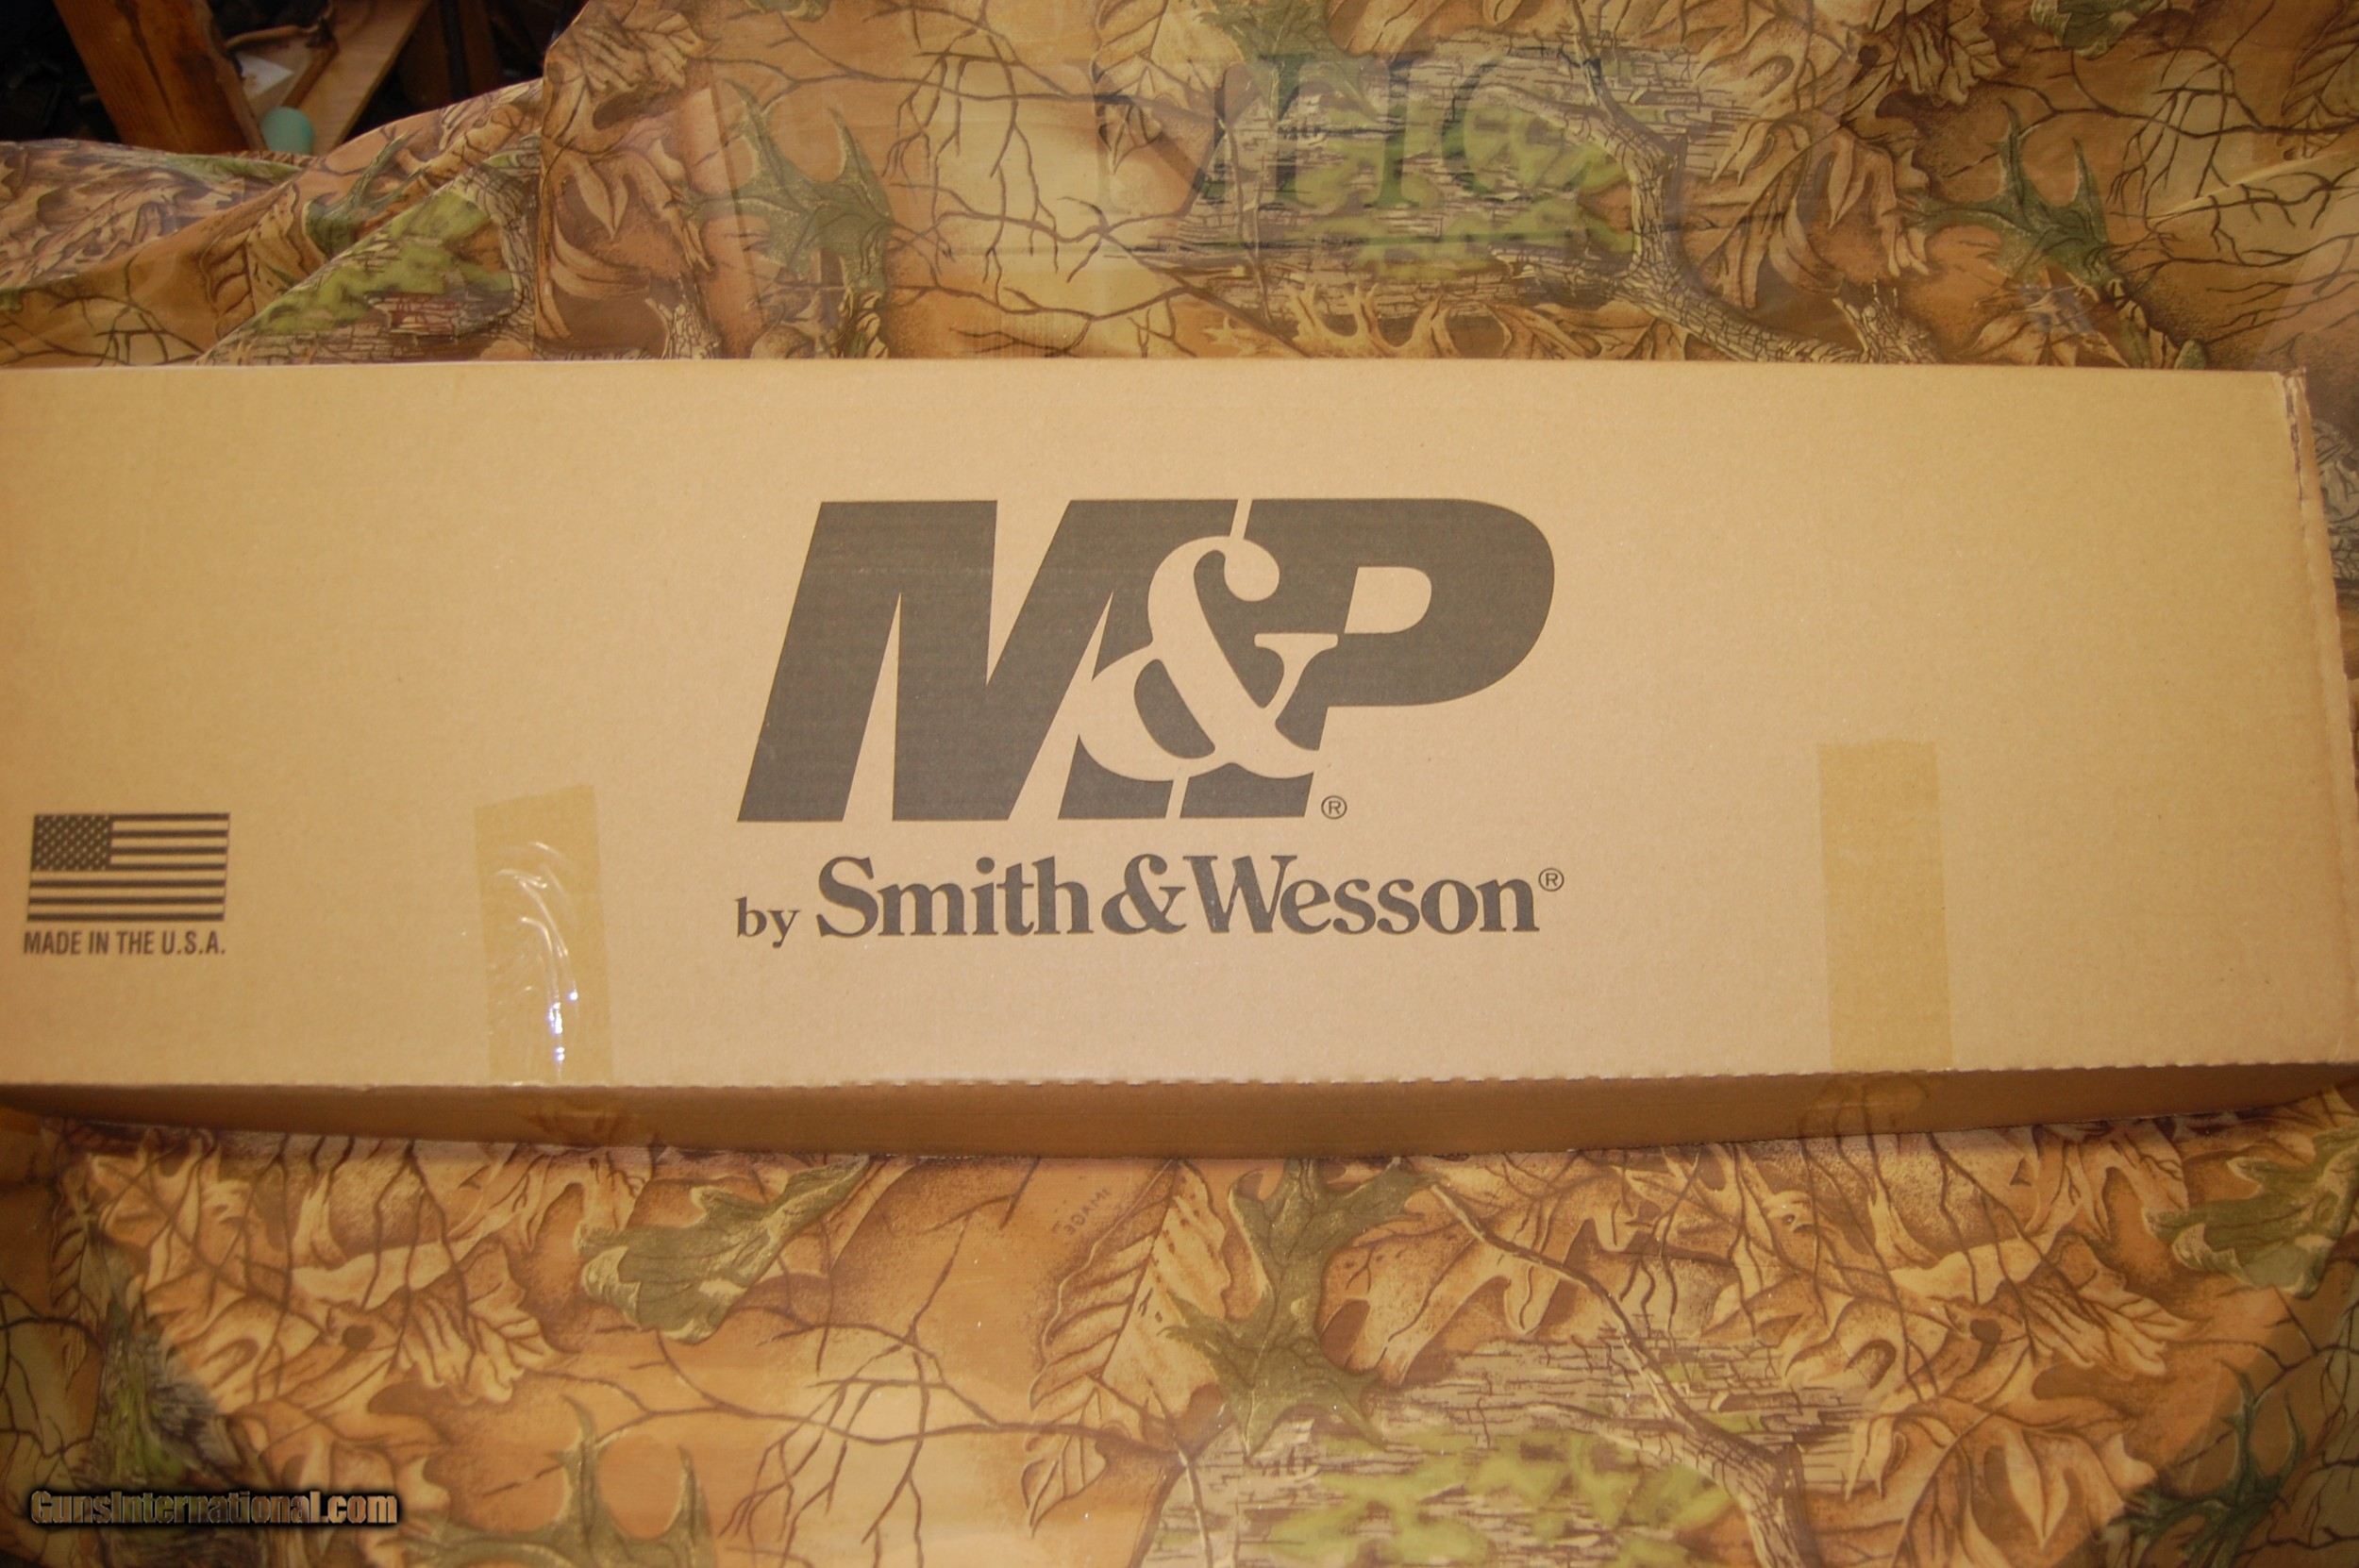 M&P®
by Smith & Wesson®
MADE IN THE U.S.A.
GunsInternational.com